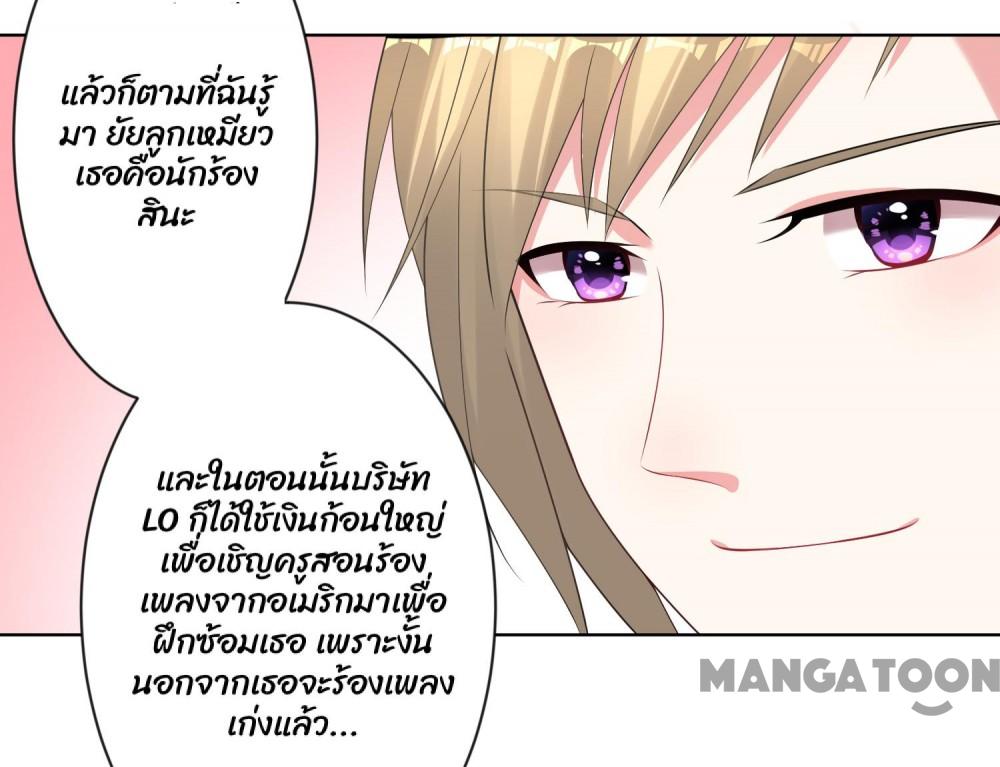 แล้วก็ตามที่ฉันรู้
มา ยัยลูกเหมียว
เธอคือนักร้อง
สินะ
และในตอนนั้นบริษัท
LO ก็ได้ใช้เงินก้อนใหญ่
เพื่อเชิญครูสอนร้อง
เพลงจากอเมริกมาเพื่อ
ฝึกซ้อมเธอ เพราะงั้น
นอกจากเธอจะร้องเพลง
เก่งแล้ว...
MANGATOON